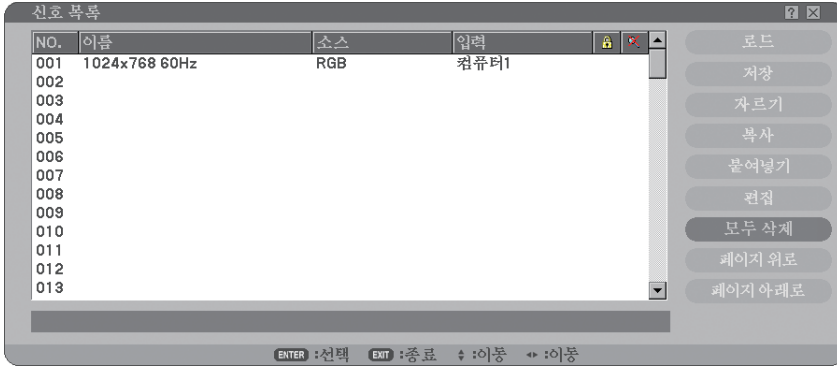 신호 목록
NO. 이름 소스 입력
001 1024x768 60Hz RGB 컴퓨터1
002
003
004
005
006
007
008
009
010
011
012
013
로드
저장
자르기
복사
붙여넣기
편집
모두 삭제
페이지 위로
페이지 아래로
ENTER :선택 EXIT :종료 :이동 :이동